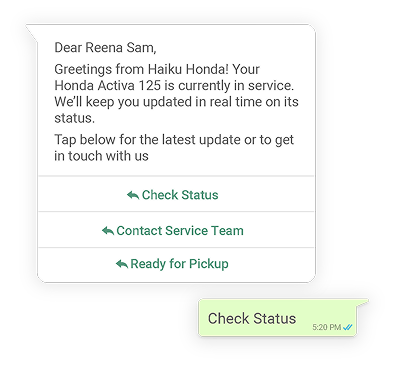 Dear Reena Sam,
Greetings from Haiku Honda! Your
Honda Activa 125 is currently in service.
We'll keep you updated in real time on its
status.
Tap below for the latest update or to get
in touch with us
Check Status
Contact Service Team
Ready for Pickup
Check Status
5:20 PM